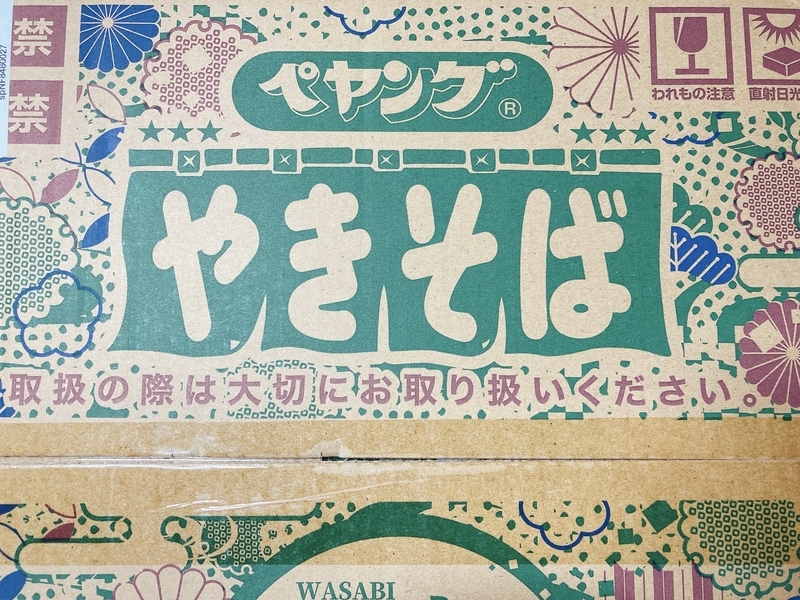 禁
禁
spNF8480027
ペヤング®
われもの注意
直射日光
やきそば
取扱の際は大切にお取り扱いください。
WASABI